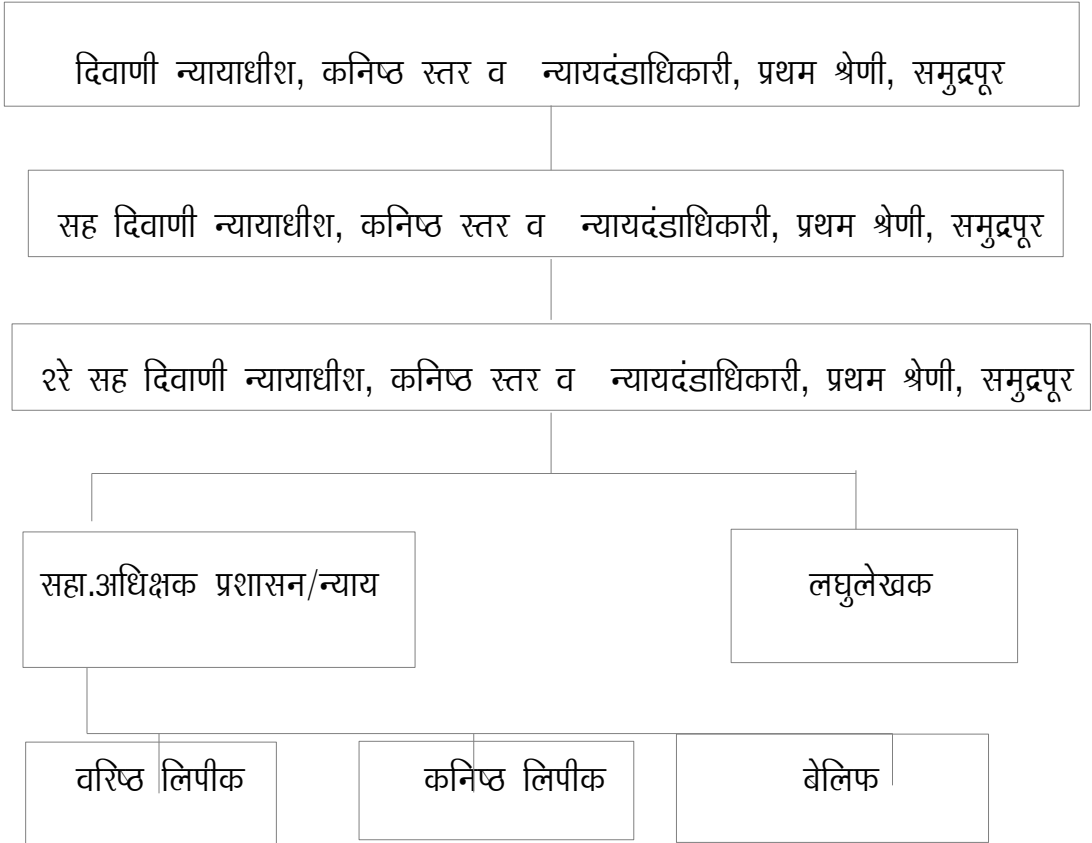 दिवाणी न्यायाधीश, कनिष्ठ स्तर व न्यायदंडाधिकारी, प्रथम श्रेणी, समुद्रपूर
सह दिवाणी न्यायाधीश, कनिष्ठ स्तर व न्यायदंडाधिकारी, प्रथम श्रेणी, समुद्रपूर
२रे सह दिवाणी न्यायाधीश, कनिष्ठ स्तर व न्यायदंडाधिकारी, प्रथम श्रेणी, समुद्रपूर
सहा.अधिक्षक प्रशासन/न्याय
लघुलेखक
वरिष्ठ लिपीक
कनिष्ठ लिपीक
बेलिफ